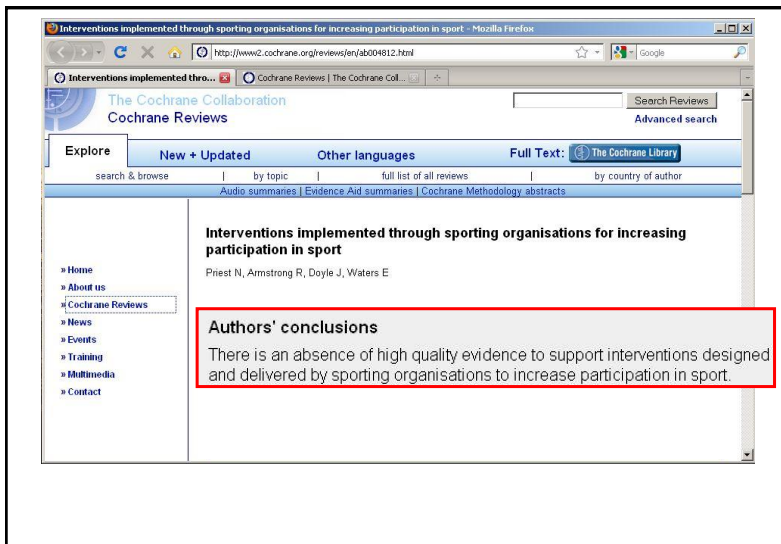 Interventions implemented through sporting organisations for increasing participation in sport - Mozilla Firefox
http://www2.cochrane.org/reviews/en/ab004812.html
Google
Interventions implemented thro...
Cochrane Reviews | The Cochrane Coll...
The Cochrane Collaboration
Cochrane Reviews
Search Reviews
Advanced search
Explore
New + Updated
Other languages
Full Text: The Cochrane Library
search & browse | by topic | full list of all reviews | by country of author
Audio summaries | Evidence Aid summaries | Cochrane Methodology abstracts
Interventions implemented through sporting organisations for increasing
participation in sport
Priest N, Armstrong R, Doyle J, Waters E
» Home
» About us
» Cochrane Reviews
» News
» Events
» Training
» Multimedia
» Contact
Authors' conclusions
There is an absence of high quality evidence to support interventions designed
and delivered by sporting organisations to increase participation in sport.